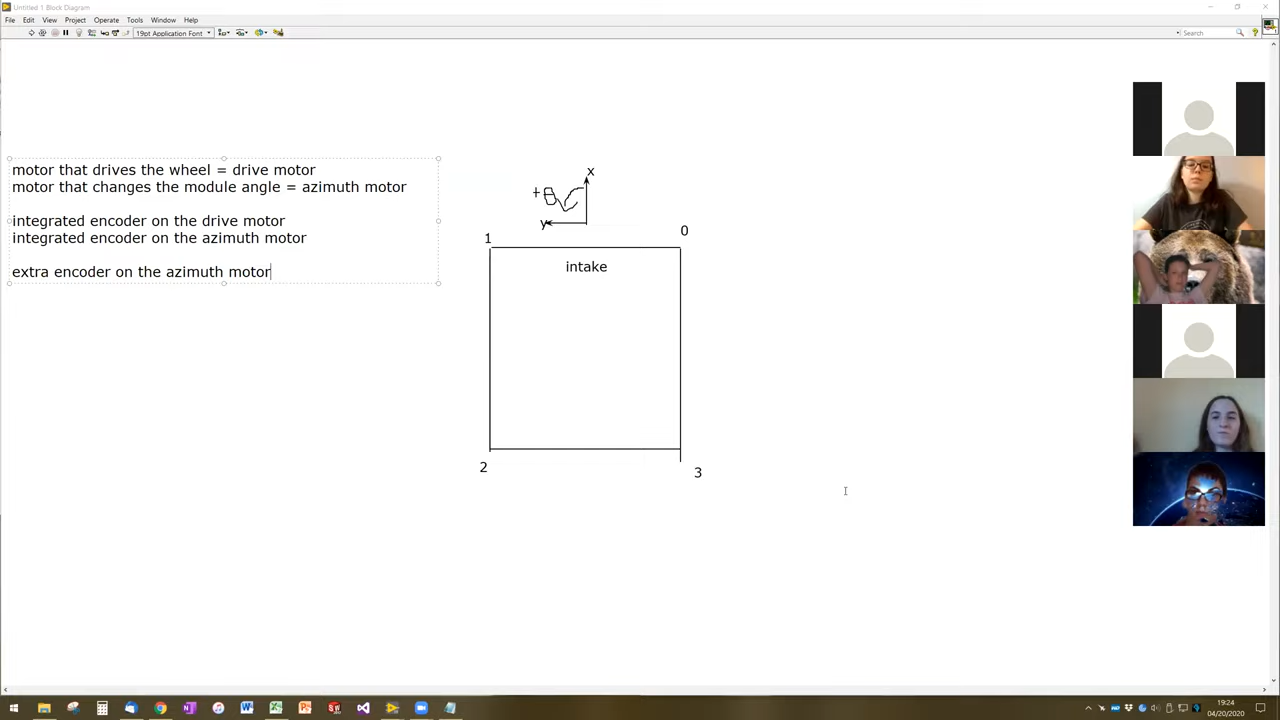 Untitled 1 Block Diagram
File Edit View Project Operate Tools Window Help
19pt Application Font
Search
motor that drives the wheel = drive motor
motor that changes the module angle = azimuth motor
integrated encoder on the drive motor
integrated encoder on the azimuth motor
extra encoder on the azimuth motor
x
+θ
y
1
0
intake
2
3
19:24
04/20/2020